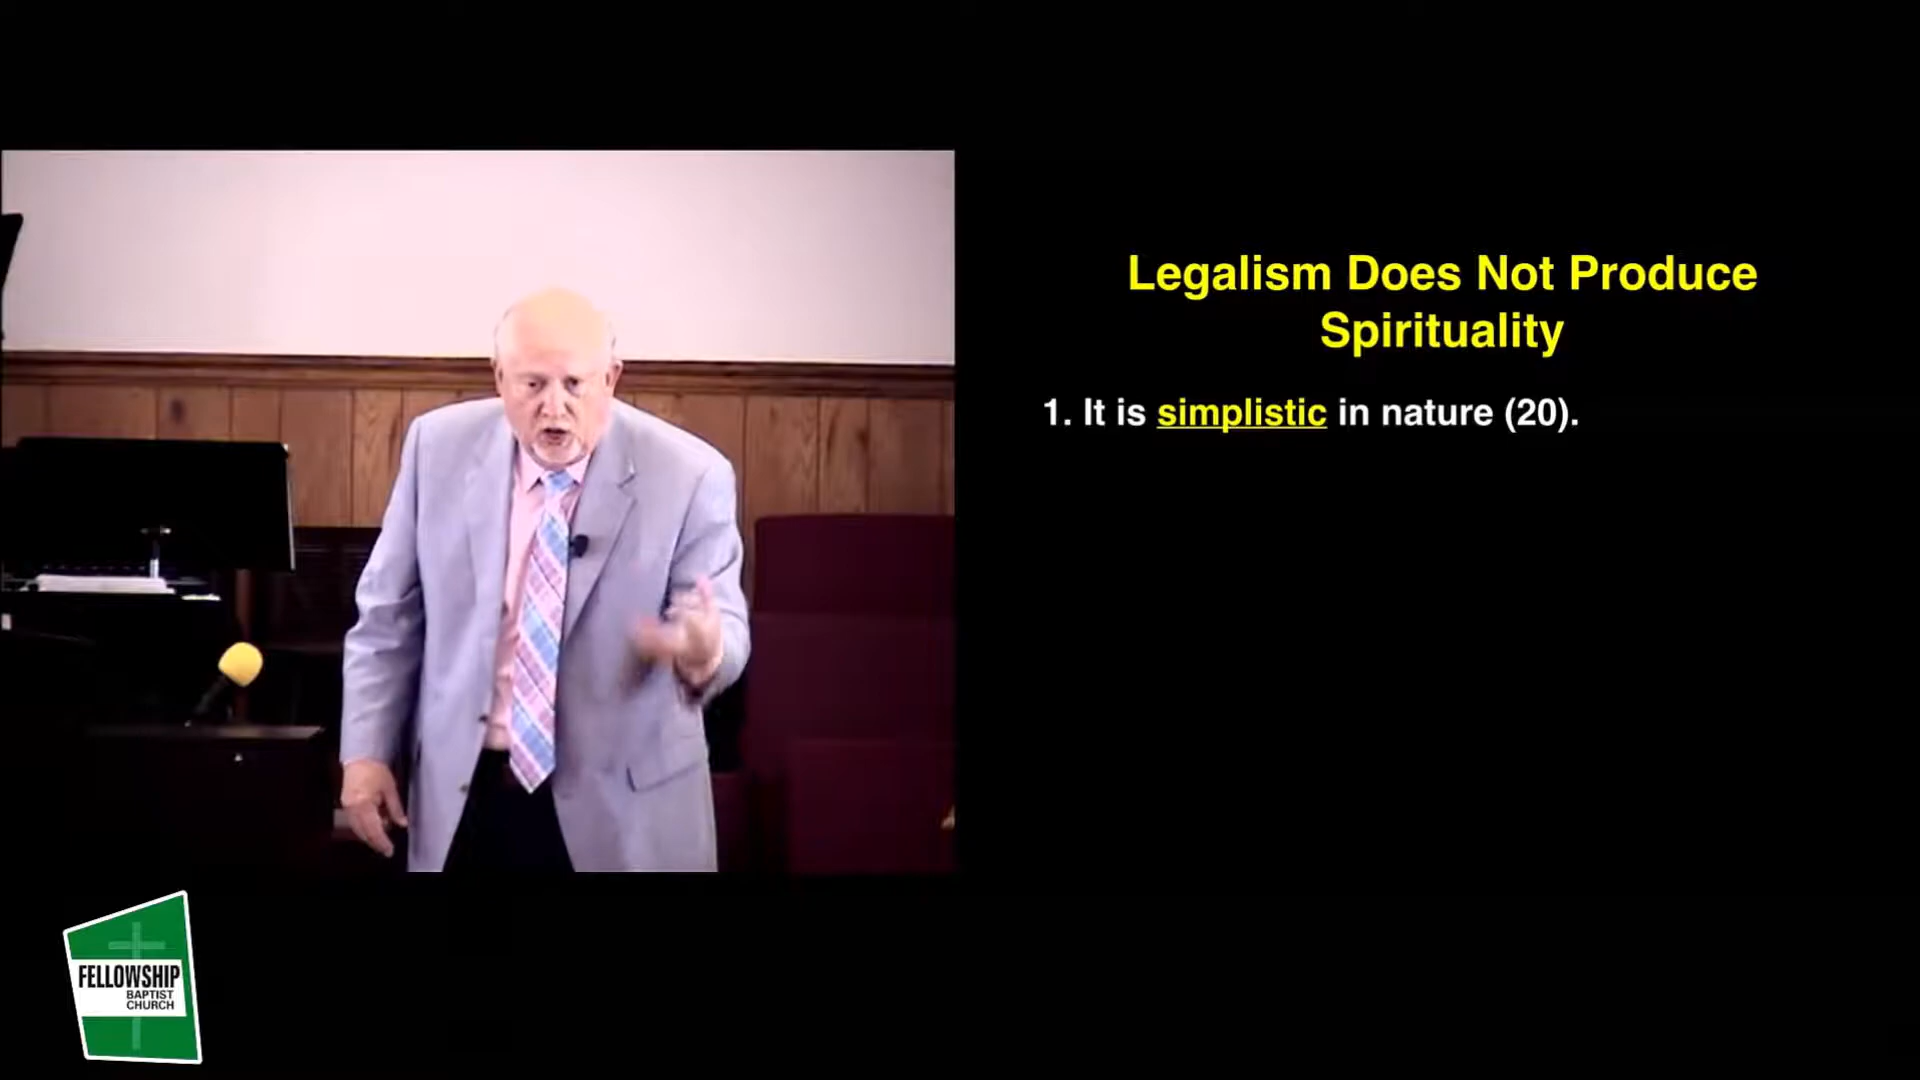 Legalism Does Not Produce
Spirituality
1. It is simplistic in nature (20).
FELLOWSHIP
BAPTIST
CHURCH